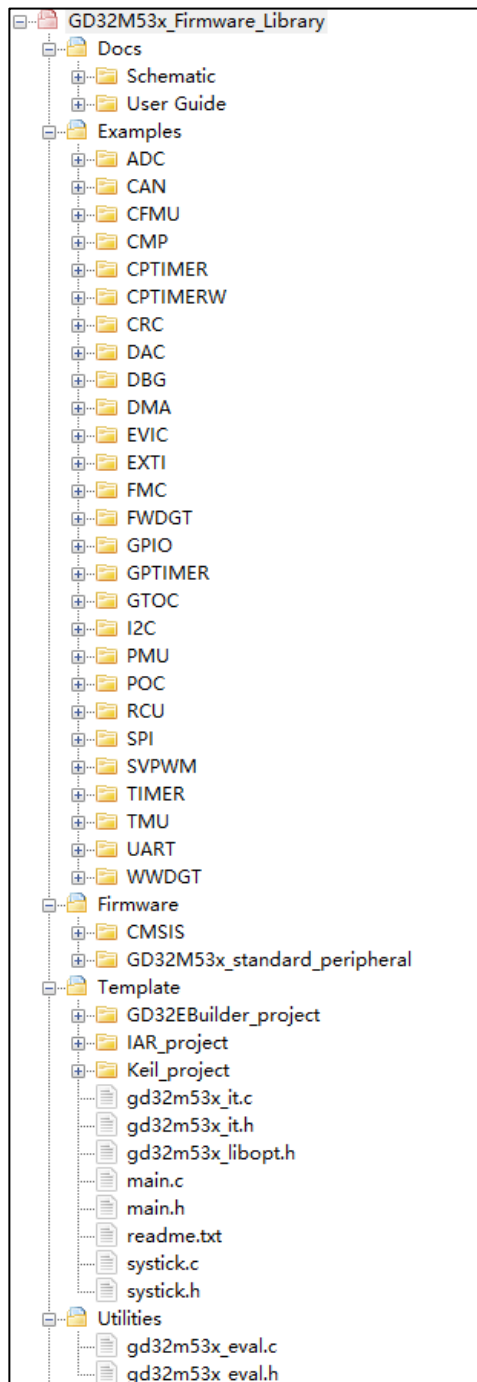 GD32M53x_Firmware_Library
Docs
Schematic
User Guide
Examples
ADC
CAN
CFMU
CMP
CPTIMER
CPTIMERW
CRC
DAC
DBG
DMA
EVIC
EXTI
FMC
FWDGT
GPIO
GPTIMER
GTOC
I2C
PMU
POC
RCU
SPI
SVPWM
TIMER
TMU
UART
WWDGT
Firmware
CMSIS
GD32M53x_standard_peripheral
Template
GD32EBuilder_project
IAR_project
Keil_project
gd32m53x_it.c
gd32m53x_it.h
gd32m53x_libopt.h
main.c
main.h
readme.txt
systick.c
systick.h
Utilities
gd32m53x_eval.c
gd32m53x_eval.h